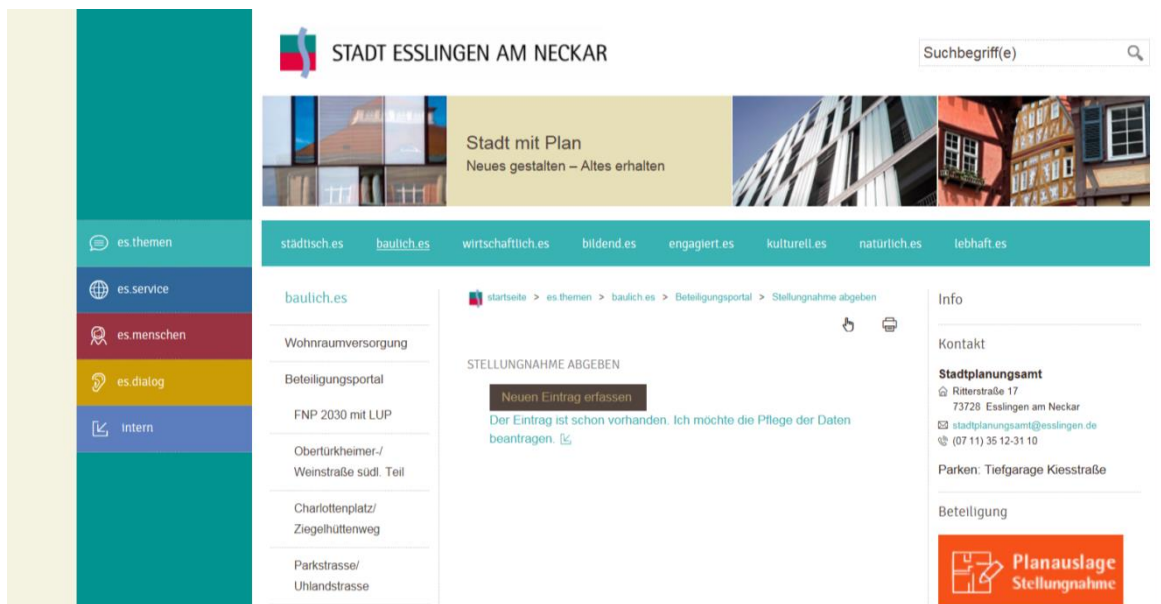 STADT ESSLINGEN AM NECKAR
Suchbegriff(e)
Stadt mit Plan
Neues gestalten – Altes erhalten
es.themen
es.service
es.menschen
es.dialog
intern
städtisch.es baulich.es wirtschaftlich.es bildend.es engagiert.es kulturell.es natürlich.es lebhaft.es
baulich.es
Wohnraumversorgung
Beteiligungsportal
FNP 2030 mit LUP
Obertürkheimer-/
Weinstraße südl. Teil
Charlottenplatz/
Ziegelhüttenweg
Parkstrasse/
Uhlandstrasse
startseite > es.themen > baulich.es > Beteiligungsportal > Stellungnahme abgeben
STELLUNGNAHME ABGEBEN
Neuen Eintrag erfassen
Der Eintrag ist schon vorhanden. Ich möchte die Pflege der Daten
beantragen.
Info
Kontakt
Stadtplanungsamt
Ritterstraße 17
73728 Esslingen am Neckar
stadtplanungsamt@esslingen.de
(07 11) 35 12-31 10
Parken: Tiefgarage Kiesstraße
Beteiligung
Planauslage
Stellungnahme